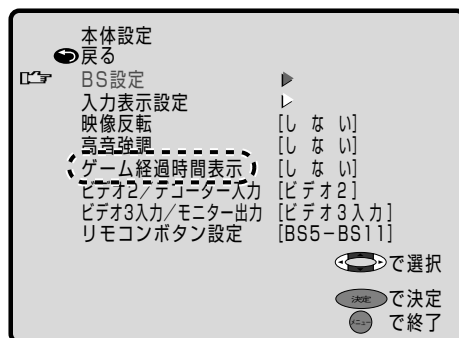 本体設定
戻る
BS設定
入力表示設定
映像反転 [し な い]
高音強調 [し な い]
ゲーム経過時間表示 [し な い]
ビデオ2/デコーダー入力 [ビデオ2]
ビデオ3入力/モニター出力 [ビデオ3入力]
リモコンボタン設定 [BS5-BS11]
で選択
決定 で決定
メニュー で終了